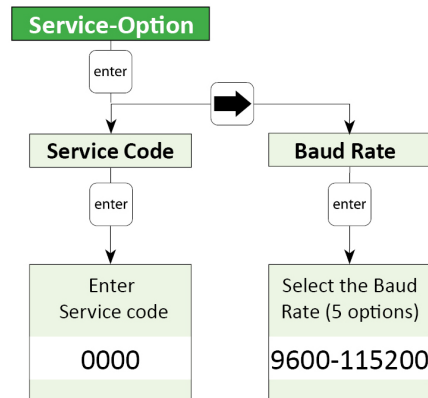 Service-Option
enter
Service Code
Baud Rate
enter
enter
Enter
Service code
Select the Baud
Rate (5 options)
0000
9600-115200